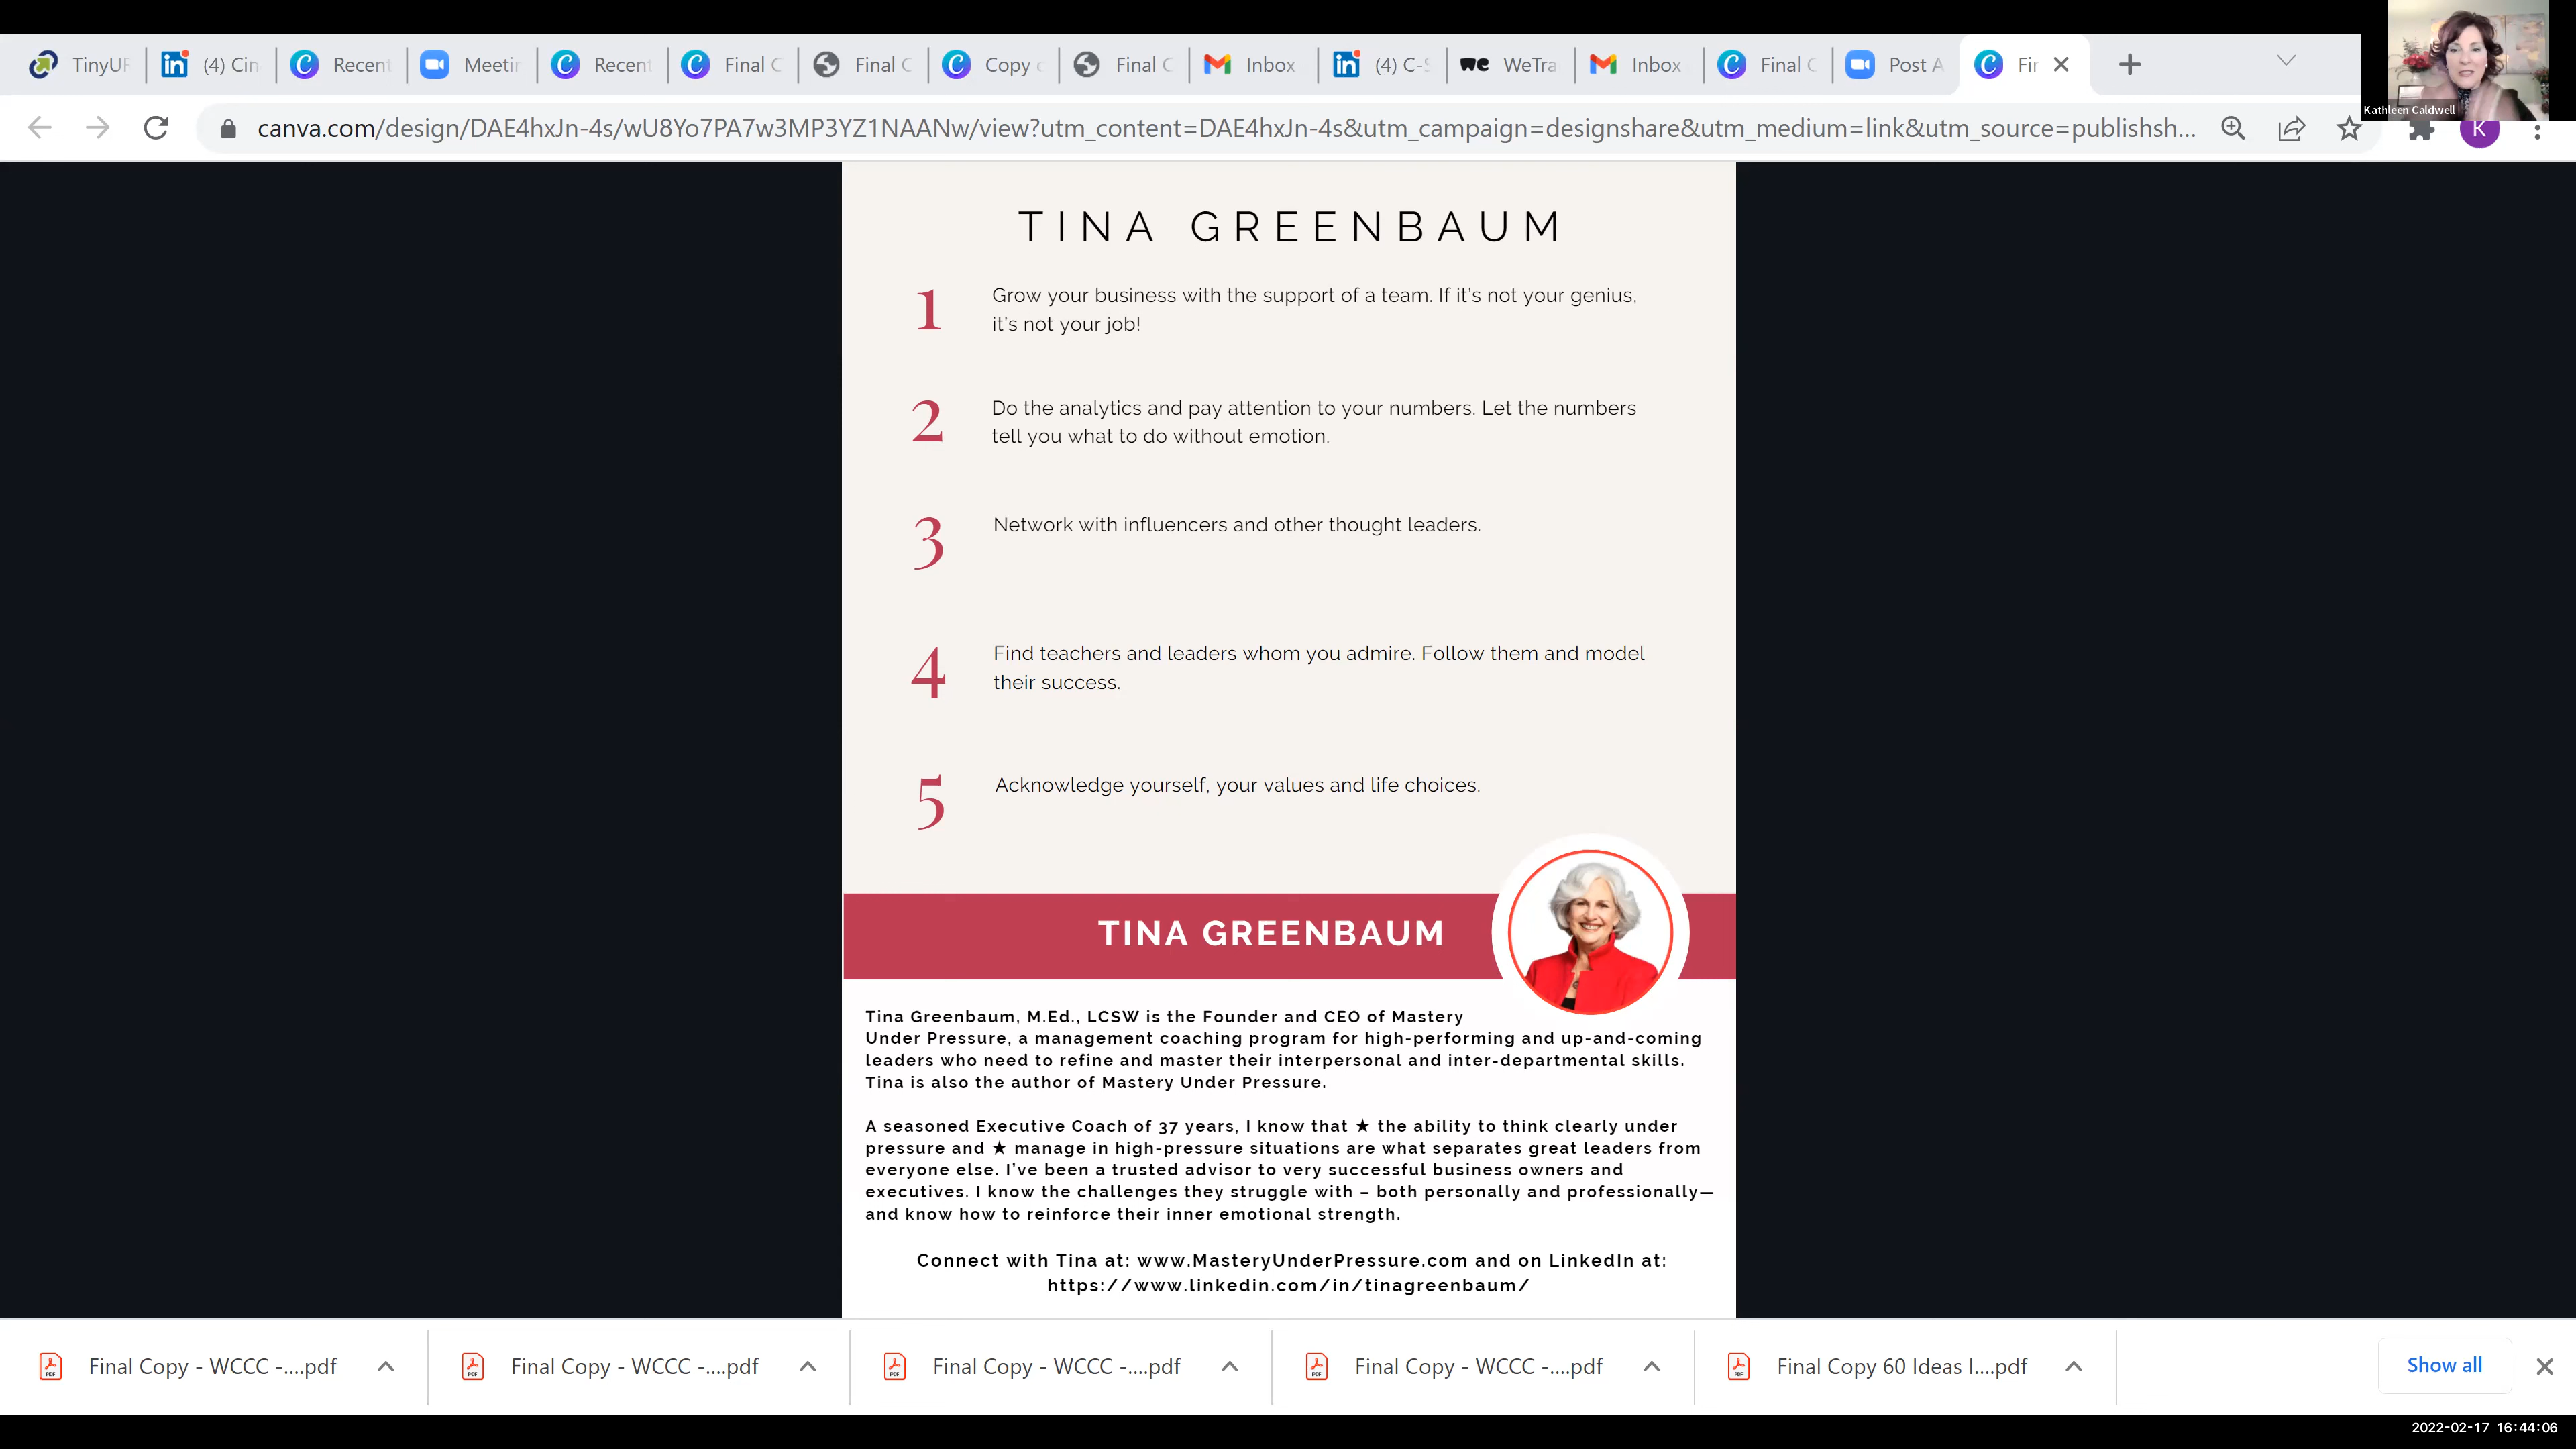 TinyUR
(4) Cin
Recent
Meetin
Recent
Final C
Final C
Copy o
Final C
Inbox
(4) C-S
WeTra
Inbox
Final C
Post A
Fin
Kathleen Caldwell
canva.com/design/DAE4hxJn-4s/wU8Yo7PA7w3MP3YZ1NAANw/view?utm_content=DAE4hxJn-4s&utm_campaign=designshare&utm_medium=link&utm_source=publishsh...
K
TINA GREENBAUM
1 Grow your business with the support of a team. If it's not your genius,
it's not your job!
2 Do the analytics and pay attention to your numbers. Let the numbers
tell you what to do without emotion.
3 Network with influencers and other thought leaders.
4 Find teachers and leaders whom you admire. Follow them and model
their success.
5 Acknowledge yourself, your values and life choices.
TINA GREENBAUM
Tina Greenbaum, M.Ed., LCSW is the Founder and CEO of Mastery
Under Pressure, a management coaching program for high-performing and up-and-coming
leaders who need to refine and master their interpersonal and inter-departmental skills.
Tina is also the author of Mastery Under Pressure.
A seasoned Executive Coach of 37 years, I know that ★ the ability to think clearly under
pressure and ★ manage in high-pressure situations are what separates great leaders from
everyone else. I've been a trusted advisor to very successful business owners and
executives. I know the challenges they struggle with – both personally and professionally—
and know how to reinforce their inner emotional strength.
Connect with Tina at: www.MasteryUnderPressure.com and on LinkedIn at:
https://www.linkedin.com/in/tinagreenbaum/
Final Copy - WCCC -....pdf
Final Copy - WCCC -....pdf
Final Copy - WCCC -....pdf
Final Copy - WCCC -....pdf
Final Copy 60 Ideas I....pdf
Show all
2022-02-17 16:44:06